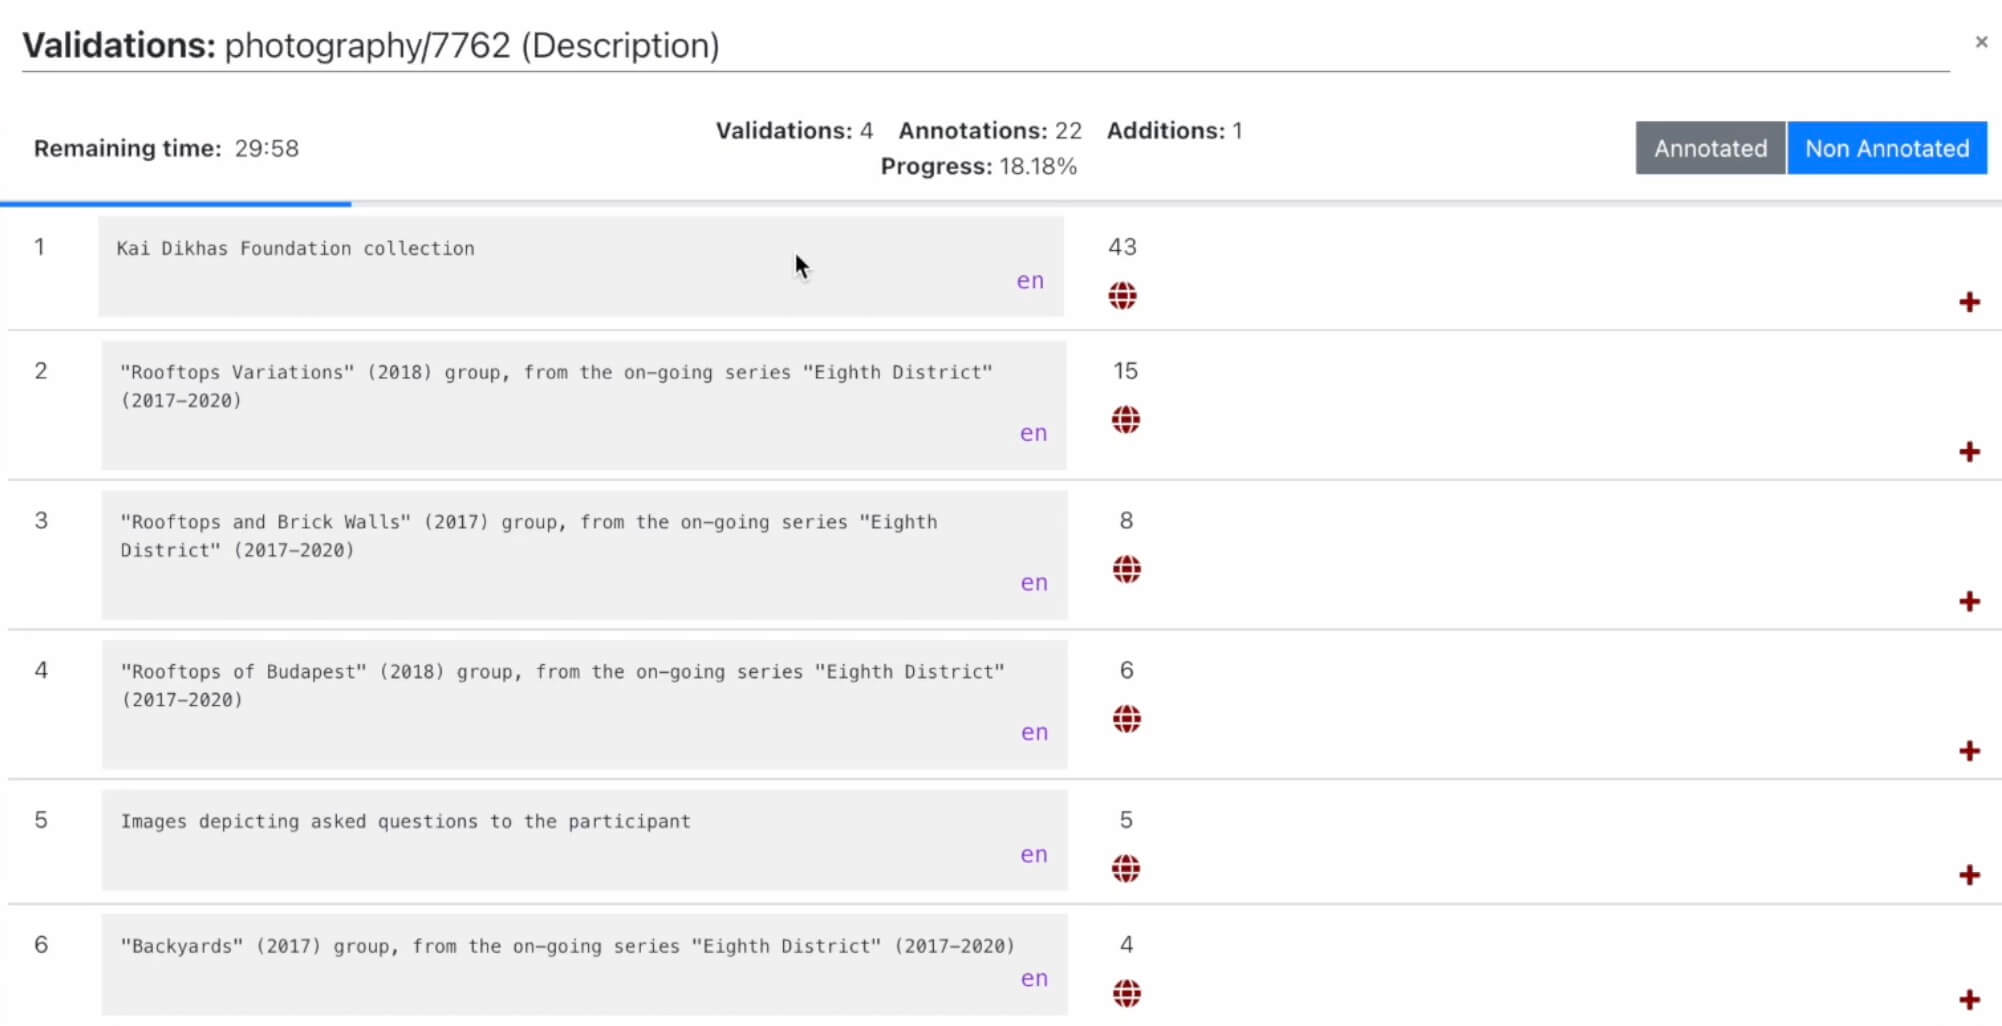 Validations: photography/7762 (Description)
×
Remaining time: 29:58
Validations: 4 Annotations: 22 Additions: 1
Progress: 18.18%
Annotated Non Annotated
1 Kai Dikhas Foundation collection 43
en
+
2 "Rooftops Variations" (2018) group, from the on-going series "Eighth District" 15
(2017-2020)
en
+
3 "Rooftops and Brick Walls" (2017) group, from the on-going series "Eighth 8
District" (2017-2020)
en
+
4 "Rooftops of Budapest" (2018) group, from the on-going series "Eighth District" 6
(2017-2020)
en
+
5 Images depicting asked questions to the participant 5
en
+
6 "Backyards" (2017) group, from the on-going series "Eighth District" (2017-2020) 4
en
+